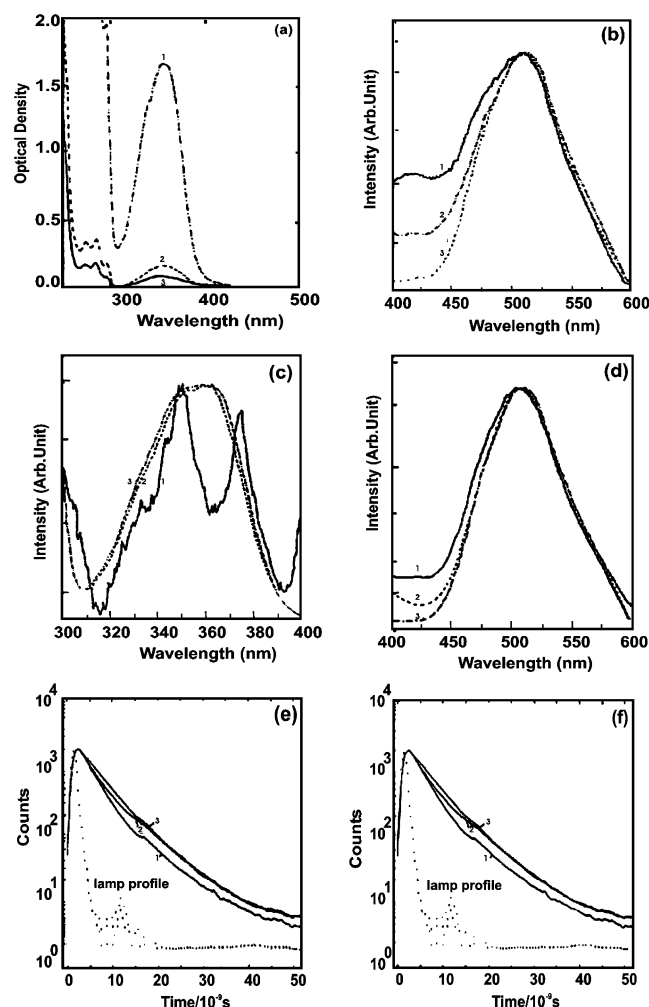 (a)
2.0
1.5
1.0
0.5
0.0
Optical Density
1
2
3
300 400 500
Wavelength (nm)
(b)
Intensity (Arb.Unit)
1
2
3
400 450 500 550 600
Wavelength (nm)
(c)
Intensity (Arb.Unit)
3 2 1
300 320 340 360 380 400
Wavelength (nm)
(d)
Intensity (Arb.Unit)
1
2
3
400 450 500 550 600
Wavelength (nm)
(e)
10⁴
10³
10²
10¹
10⁰
Counts
3
2
1
lamp profile
0 10 20 30 40 50
Time/10⁻⁹s
(f)
10⁴
10³
10²
10¹
10⁰
Counts
3
2
1
lamp profile
0 10 20 30 40 50
Time/10⁻⁹s